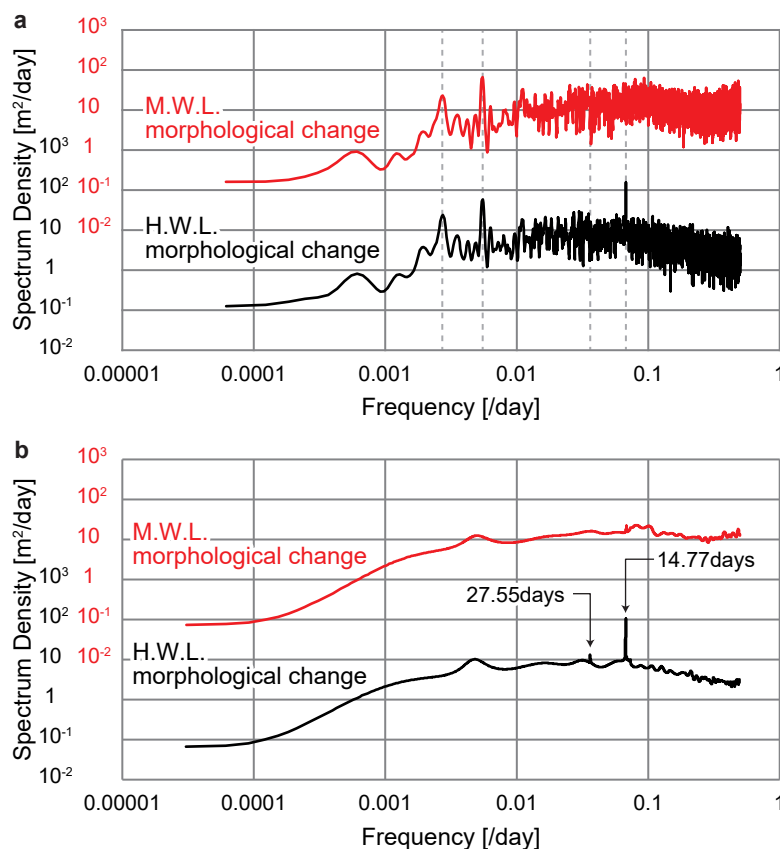 a
Spectrum Density [m²/day]
10³
10²
10
1
10⁻¹
10⁻²
10³
10²
10
1
10⁻¹
10⁻²
M.W.L.
morphological change
H.W.L.
morphological change
0.00001 0.0001 0.001 0.01 0.1 1
Frequency [/day]
b
Spectrum Density [m²/day]
10³
10²
10
1
10⁻¹
10⁻²
10³
10²
10
1
10⁻¹
10⁻²
M.W.L.
morphological change
14.77days
27.55days
H.W.L.
morphological change
0.00001 0.0001 0.001 0.01 0.1 1
Frequency [/day]